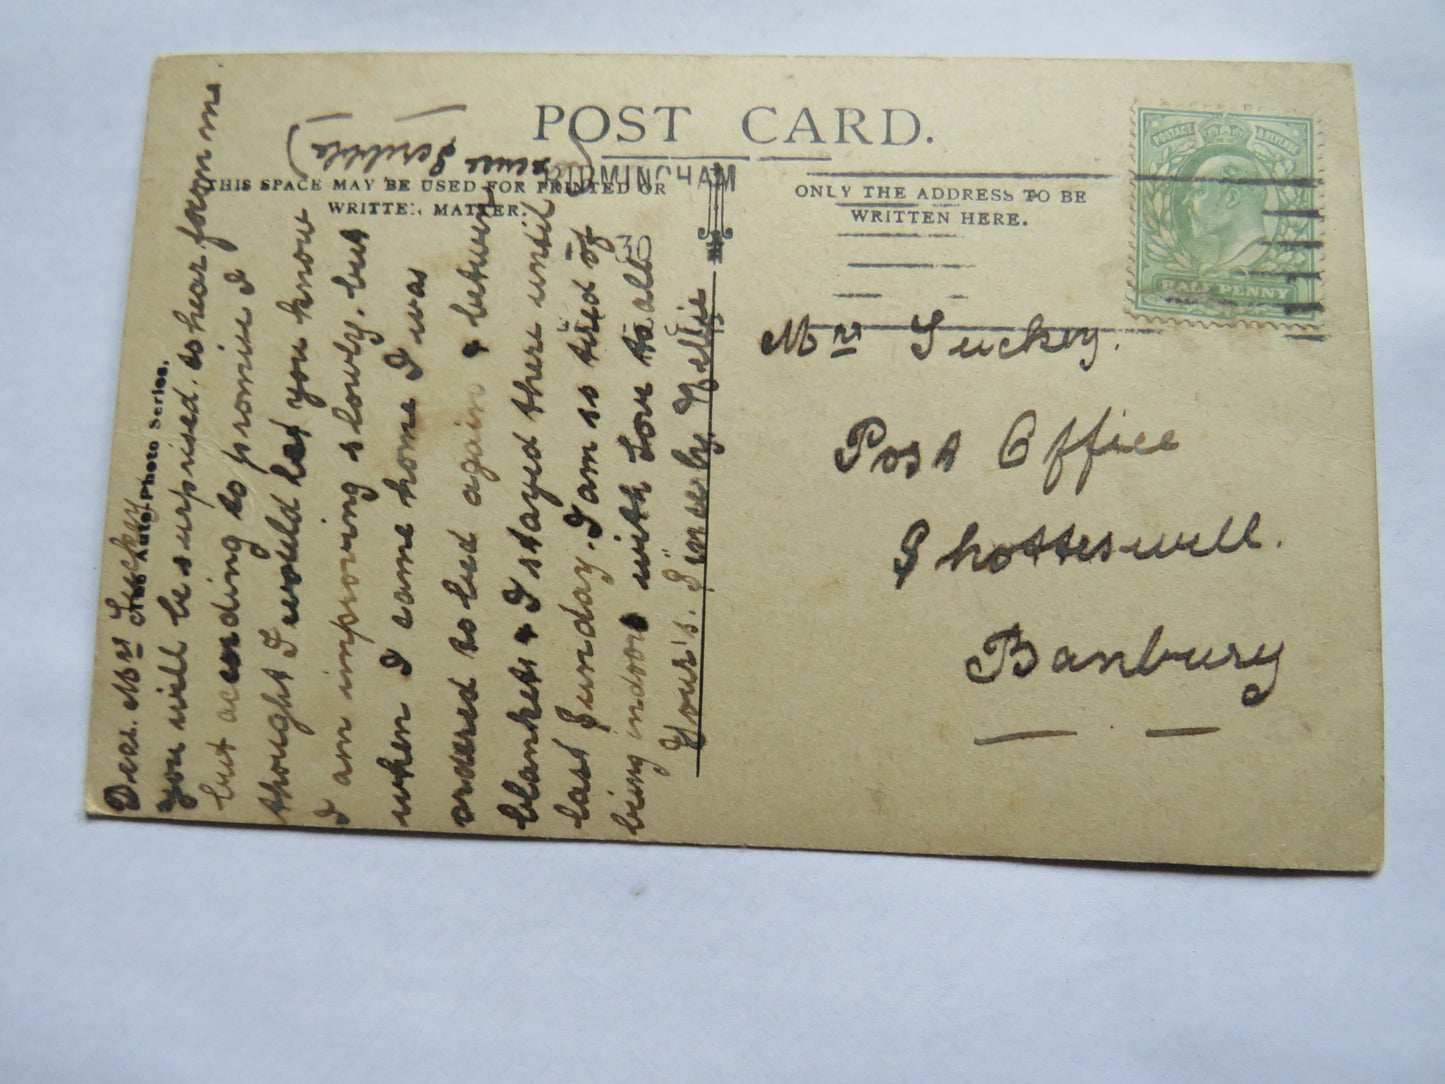 POST CARD.
THIS SPACE MAY BE USED FOR PRINTED OR
WRITTEN MATTER.
ONLY THE ADDRESS TO BE
WRITTEN HERE.
BIRMINGHAM
30
POSTAGE REVENUE
HALF PENNY
Auto-Photo Series.
Mrs Luckey.
Post Office
Shotteswell.
Banbury
Dear. Mrs Luckey
you will be surprised. to hear from me.
but according to promise I
thought I would let you know
I am improving slowly. but
when I came home I was
ordered to bed again & between
blankets & I stayed there until
last Sunday. I am so tired of
being indoors with Love to all
Your's. Sincerely. Nellie
Scribble)